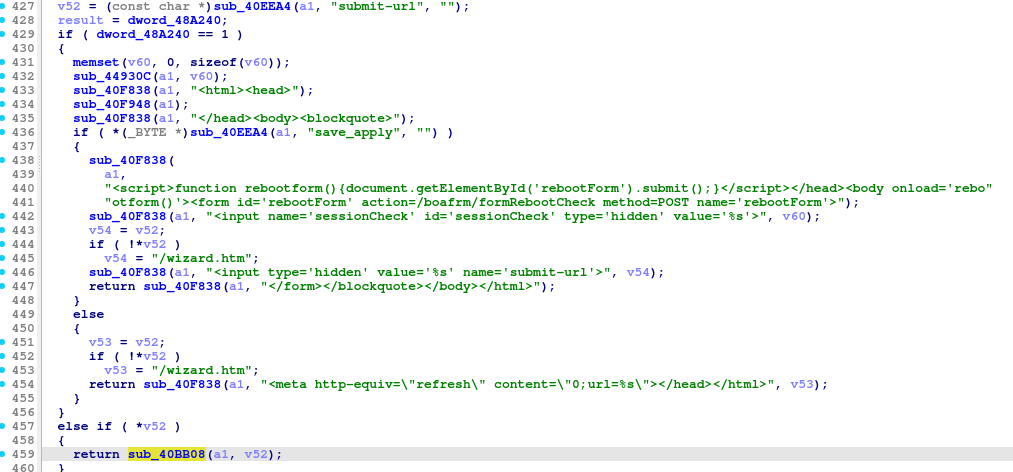 427 v52 = (const char *)sub_40EEA4(a1, "submit-url", "");
428 result = dword_48A240;
429 if ( dword_48A240 == 1 )
430 {
431 memset(v60, 0, sizeof(v60));
432 sub_44930C(a1, v60);
433 sub_40F838(a1, "<html><head>");
434 sub_40F948(a1);
435 sub_40F838(a1, "</head><body><blockquote>");
436 if ( *(_BYTE *)sub_40EEA4(a1, "save_apply", "") )
437 {
438 sub_40F838(
439 a1,
440 "<script>function rebootform(){document.getElementById('rebootForm').submit();}</script></head><body onload='rebo"
441 "otform()'><form id='rebootForm' action=/boafrm/formRebootCheck method=POST name='rebootForm'>");
442 sub_40F838(a1, "<input name='sessionCheck' id='sessionCheck' type='hidden' value='%s'>", v60);
443 v54 = v52;
444 if ( !*v52 )
445 v54 = "/wizard.htm";
446 sub_40F838(a1, "<input type='hidden' value='%s' name='submit-url'>", v54);
447 return sub_40F838(a1, "</form></blockquote></body></html>");
448 }
449 else
450 {
451 v53 = v52;
452 if ( !*v52 )
453 v53 = "/wizard.htm";
454 return sub_40F838(a1, "<meta http-equiv=\"refresh\" content=\"0;url=%s\"></head></html>", v53);
455 }
456 }
457 else if ( *v52 )
458 {
459 return sub_40BB08(a1, v52);
460 }